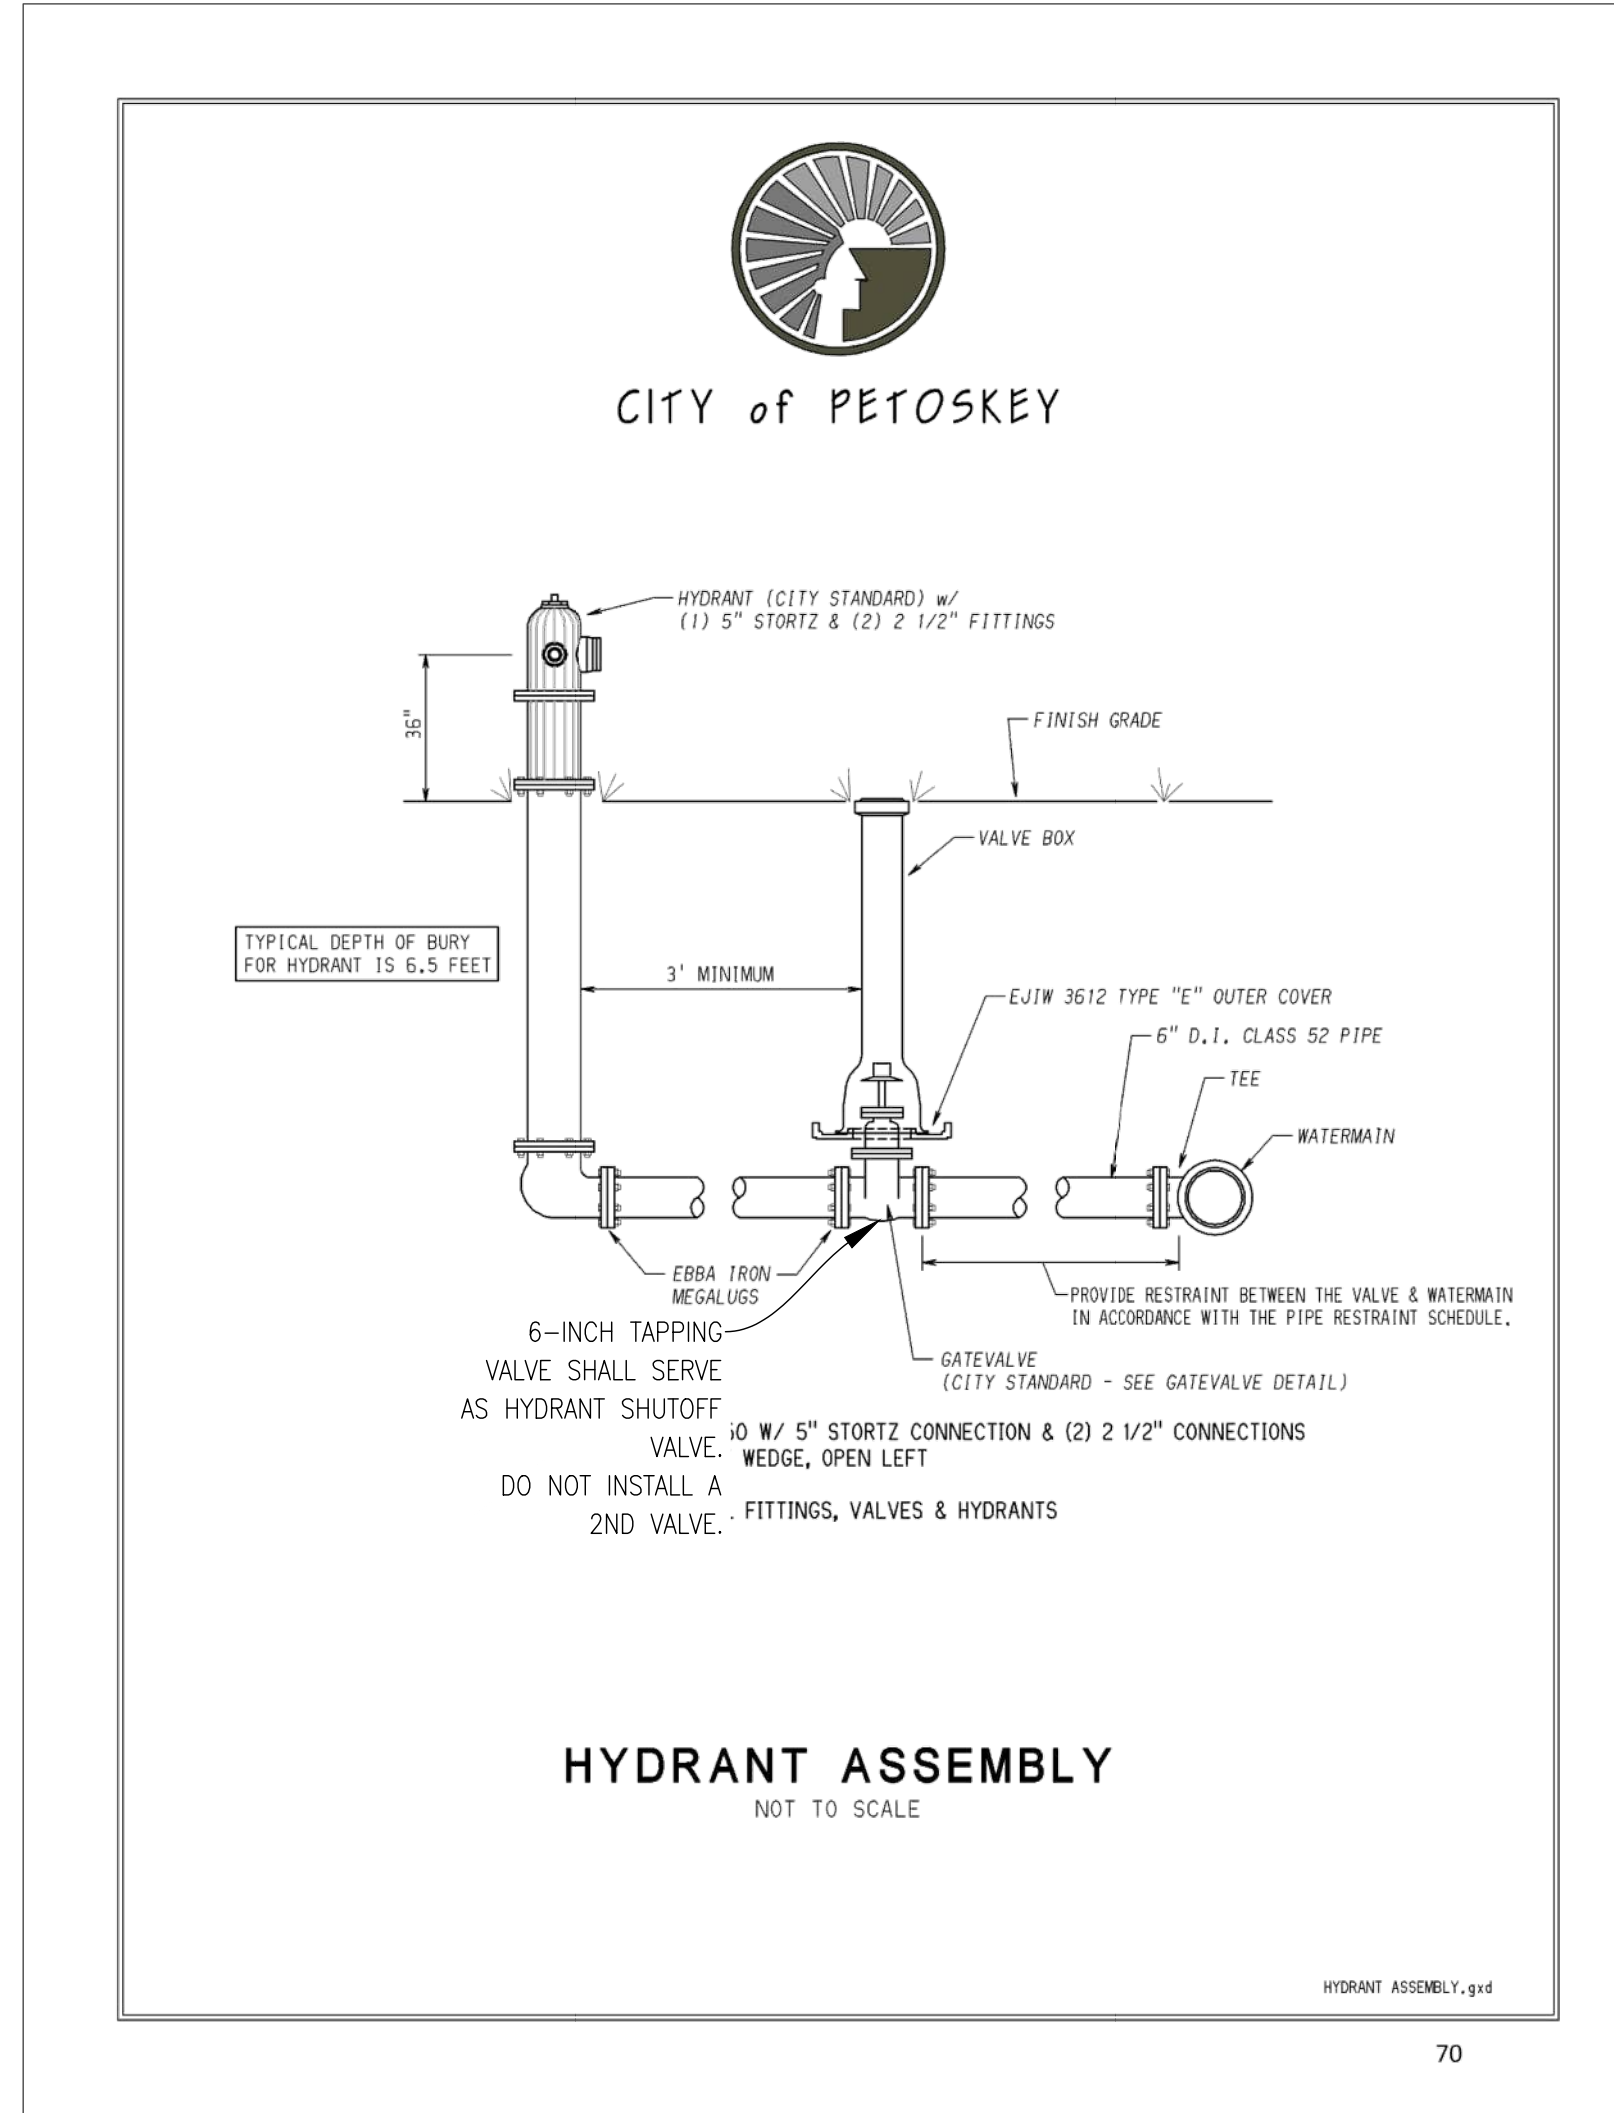 CITY of PETOSKEY
HYDRANT (CITY STANDARD) w/
(1) 5" STORTZ & (2) 2 1/2" FITTINGS
36"
FINISH GRADE
VALVE BOX
TYPICAL DEPTH OF BURY
FOR HYDRANT IS 6.5 FEET
3' MINIMUM
EJIW 3612 TYPE "E" OUTER COVER
6" D.I. CLASS 52 PIPE
TEE
WATERMAIN
EBBA IRON
MEGALUGS
PROVIDE RESTRAINT BETWEEN THE VALVE & WATERMAIN
IN ACCORDANCE WITH THE PIPE RESTRAINT SCHEDULE.
6-INCH TAPPING
VALVE SHALL SERVE
AS HYDRANT SHUTOFF
VALVE.
DO NOT INSTALL A
2ND VALVE.
GATEVALVE
(CITY STANDARD - SEE GATEVALVE DETAIL)
W/ 5" STORTZ CONNECTION & (2) 2 1/2" CONNECTIONS
WEDGE, OPEN LEFT
FITTINGS, VALVES & HYDRANTS
HYDRANT ASSEMBLY
NOT TO SCALE
HYDRANT ASSEMBLY.gxd
70